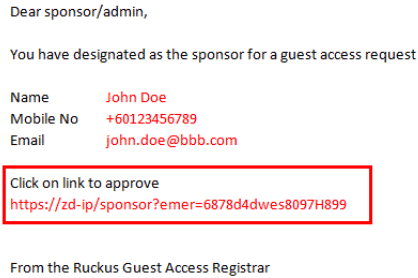 Dear sponsor/admin,
You have designated as the sponsor for a guest access request
Name John Doe
Mobile No +60123456789
Email john.doe@bbb.com
Click on link to approve
https://zd-ip/sponsor?emer=6878d4dwes8097H899
From the Ruckus Guest Access Registrar